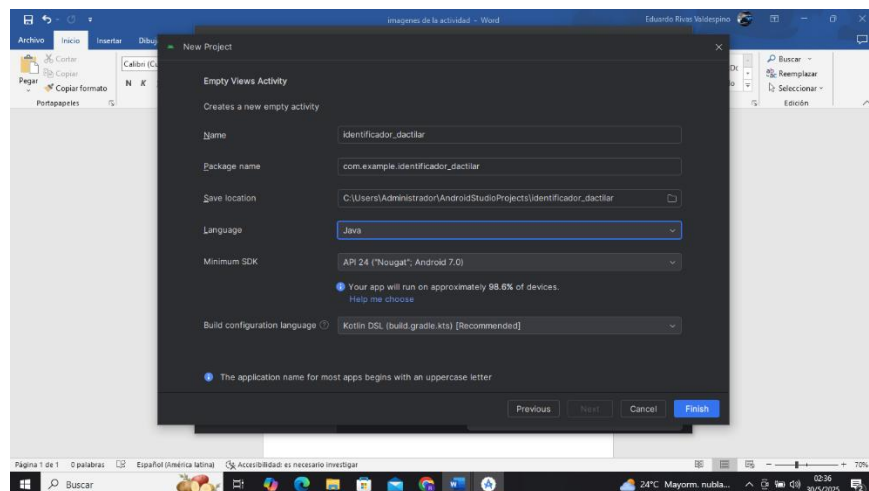 imagenes de la actividad - Word
Eduardo Rivas Valdespino
Archivo Inicio Insertar Dibuj
Pegar
Cortar
Copiar
Copiar formato
Portapapeles
Calibri (Cu
N K
Buscar
Reemplazar
Seleccionar
Edición
New Project
Empty Views Activity
Creates a new empty activity
Name identificador_dactilar
Package name com.example.identificador_dactilar
Save location C:\Users\Administrador\AndroidStudioProjects\identificador_dactilar
Language Java
Minimum SDK API 24 ("Nougat"; Android 7.0)
Your app will run on approximately 98.6% of devices.
Help me choose
Build configuration language Kotlin DSL (build.gradle.kts) [Recommended]
The application name for most apps begins with an uppercase letter
Previous Next Cancel Finish
Página 1 de 1 0 palabras Español (América latina) Accesibilidad: es necesario investigar 70%
Buscar 24°C Mayorm. nubla... 02:36
30/5/2025